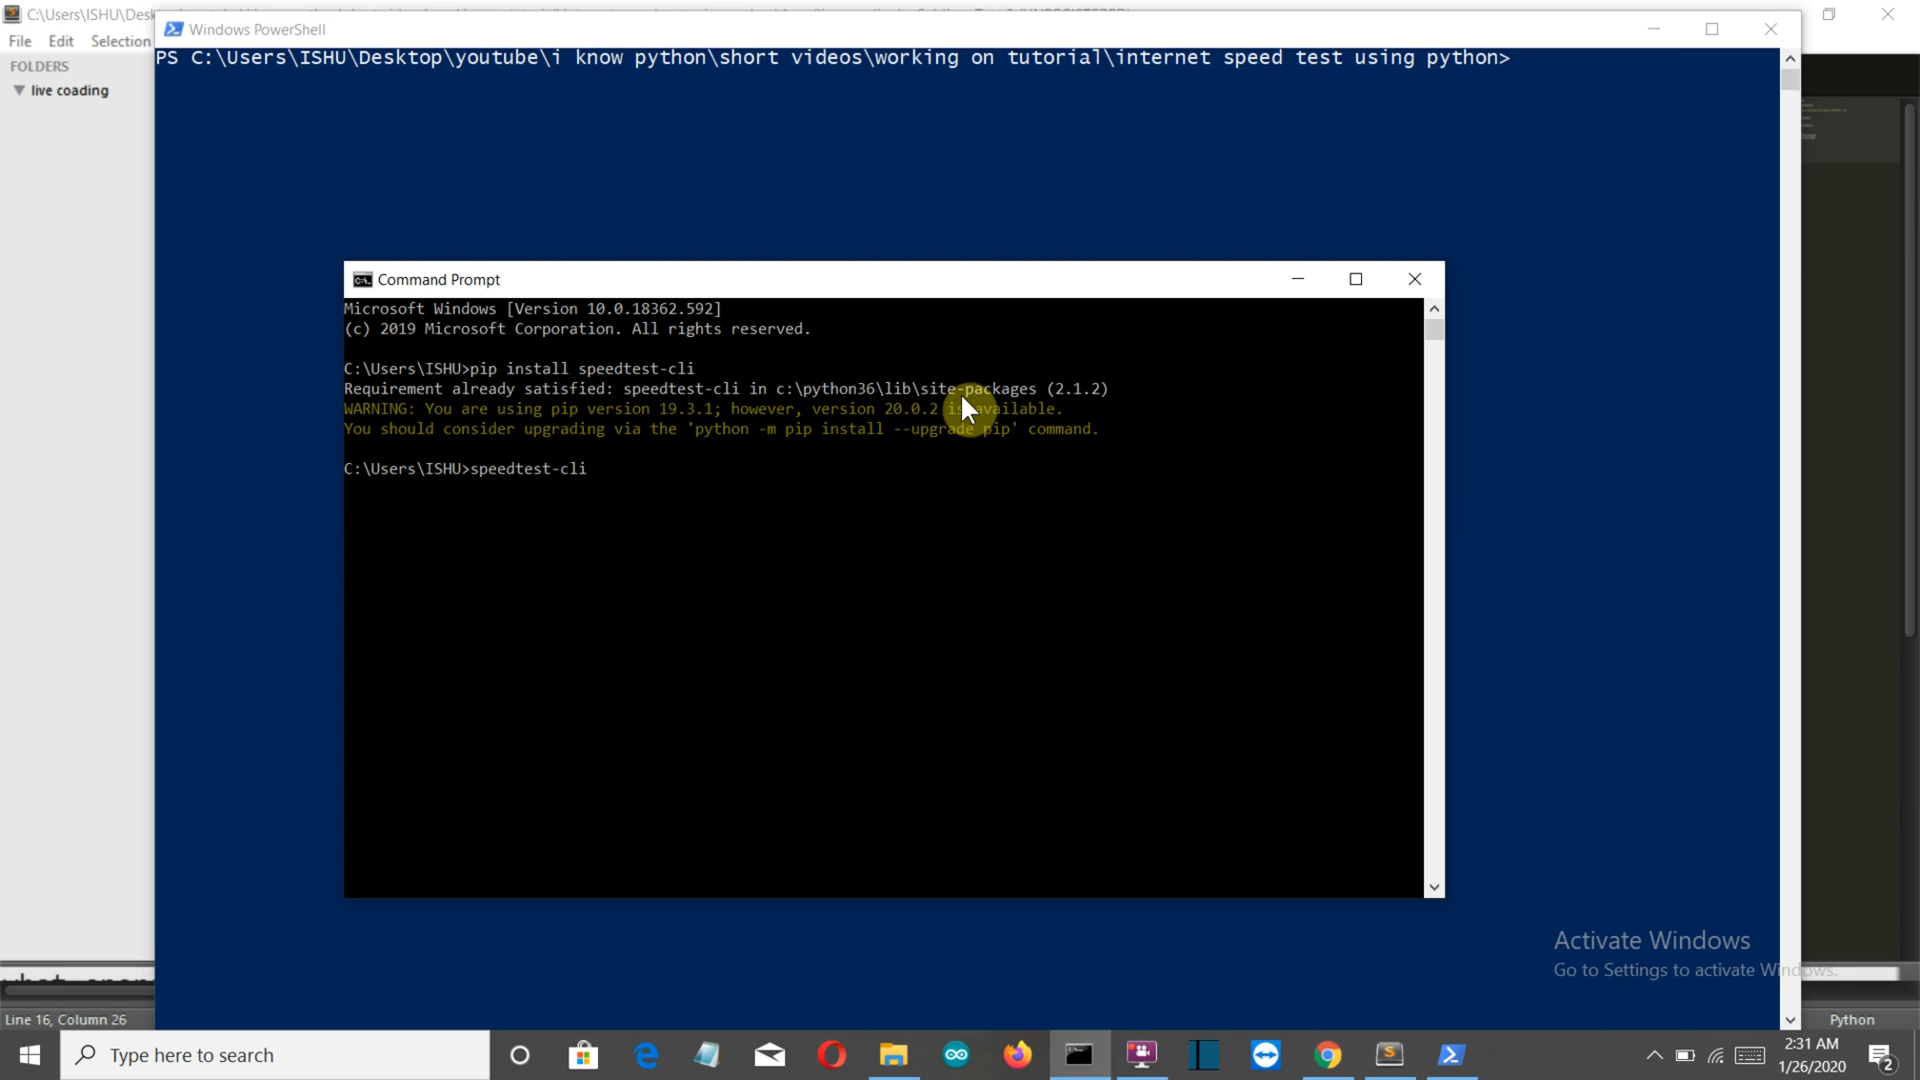 C:\Users\ISHU\Desk
File Edit Selection
FOLDERS
live coading
Windows PowerShell
PS C:\Users\ISHU\Desktop\youtube\i know python\short videos\working on tutorial\internet speed test using python>
Command Prompt
Microsoft Windows [Version 10.0.18362.592]
(c) 2019 Microsoft Corporation. All rights reserved.
C:\Users\ISHU>pip install speedtest-cli
Requirement already satisfied: speedtest-cli in c:\python36\lib\site-packages (2.1.2)
WARNING: You are using pip version 19.3.1; however, version 20.0.2 is available.
You should consider upgrading via the 'python -m pip install --upgrade pip' command.
C:\Users\ISHU>speedtest-cli
Activate Windows
Go to Settings to activate Windows.
Line 16, Column 26
Python
Type here to search
2:31 AM
1/26/2020
2